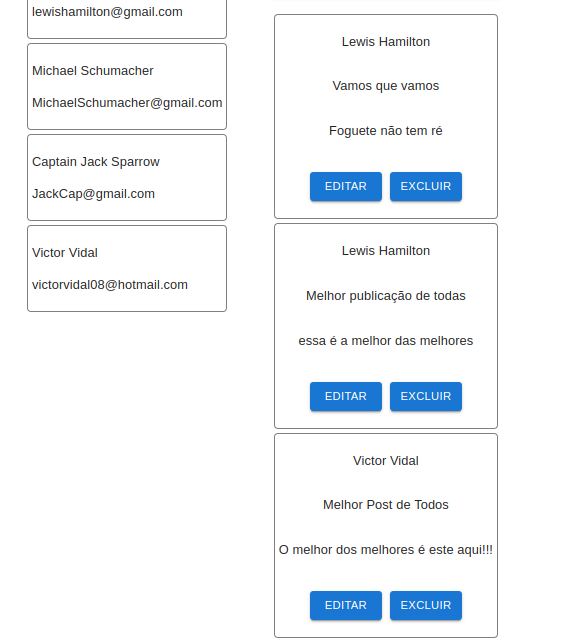 lewishamilton@gmail.com
Michael Schumacher
MichaelSchumacher@gmail.com
Captain Jack Sparrow
JackCap@gmail.com
Victor Vidal
victorvidal08@hotmail.com
Lewis Hamilton
Vamos que vamos
Foguete não tem ré
EDITAR EXCLUIR
Lewis Hamilton
Melhor publicação de todas
essa é a melhor das melhores
EDITAR EXCLUIR
Victor Vidal
Melhor Post de Todos
O melhor dos melhores é este aqui!!!
EDITAR EXCLUIR